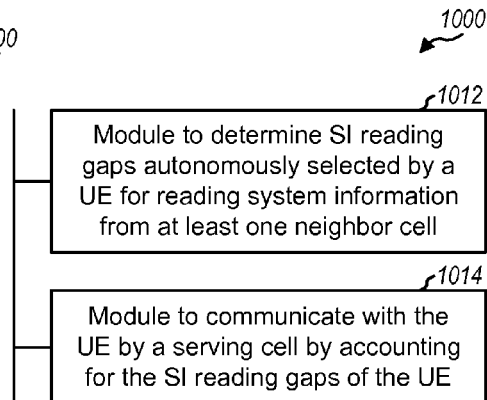 00
1000
1012
Module to determine SI reading
gaps autonomously selected by a
UE for reading system information
from at least one neighbor cell
1014
Module to communicate with the
UE by a serving cell by accounting
for the SI reading gaps of the UE